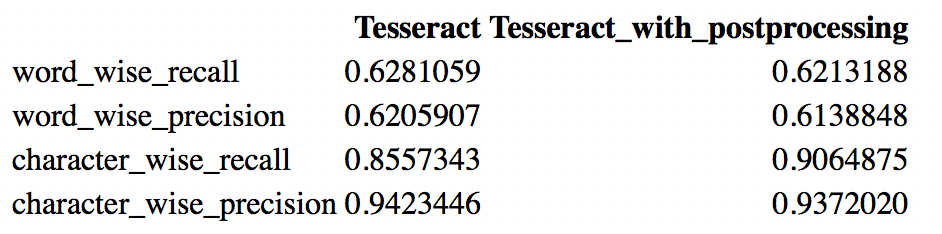 Tesseract Tesseract_with_postprocessing
word_wise_recall 0.6281059 0.6213188
word_wise_precision 0.6205907 0.6138848
character_wise_recall 0.8557343 0.9064875
character_wise_precision 0.9423446 0.9372020